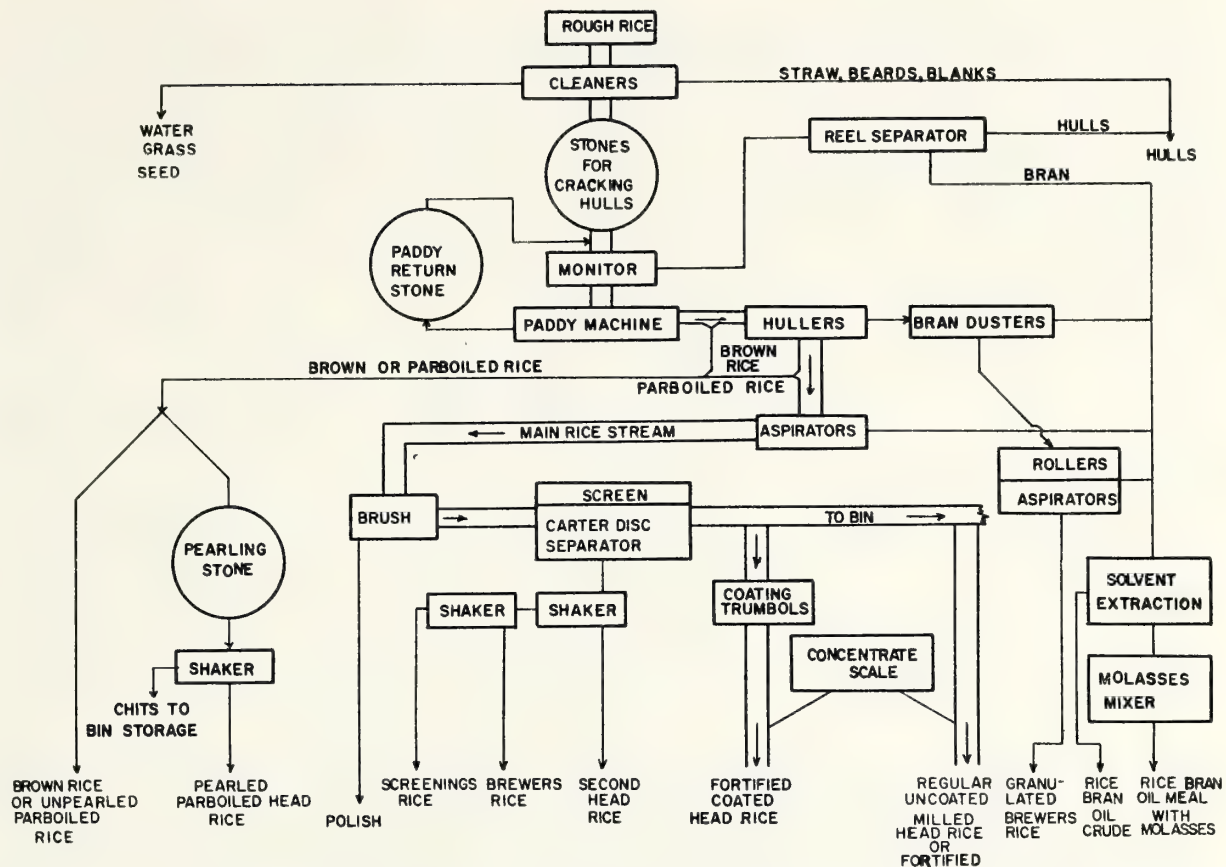 ROUGH RICE
CLEANERS
STRAW, BEARDS, BLANKS
WATER
GRASS
SEED
STONES
FOR
CRACKING
HULLS
REEL SEPARATOR
HULLS
HULLS
BRAN
PADDY
RETURN
STONE
MONITOR
PADDY MACHINE
HULLERS
BRAN DUSTERS
BROWN
RICE
BROWN OR PARBOILED RICE
PARBOILED RICE
MAIN RICE STREAM
ASPIRATORS
ROLLERS
ASPIRATORS
BRUSH
SCREEN
CARTER DISC
SEPARATOR
TO BIN
PEARLING
STONE
SHAKER
SHAKER
COATING
TRUMBOLS
SOLVENT
EXTRACTION
CONCENTRATE
SCALE
SHAKER
MOLASSES
MIXER
CHITS TO
BIN STORAGE
BROWN RICE
OR UNPEARLED
PARBOILED
RICE
PEARLED
PARBOILED HEAD
RICE
POLISH
SCREENINGS
RICE
BREWERS
RICE
SECOND
HEAD RICE
FORTIFIED
COATED
HEAD RICE
REGULAR
UNCOATED
MILLED
HEAD RICE
OR
FORTIFIED
GRANU-
LATED
BREWERS
RICE
RICE
BRAN
OIL
CRUDE
RICE BRAN
OIL MEAL
WITH
MOLASSES